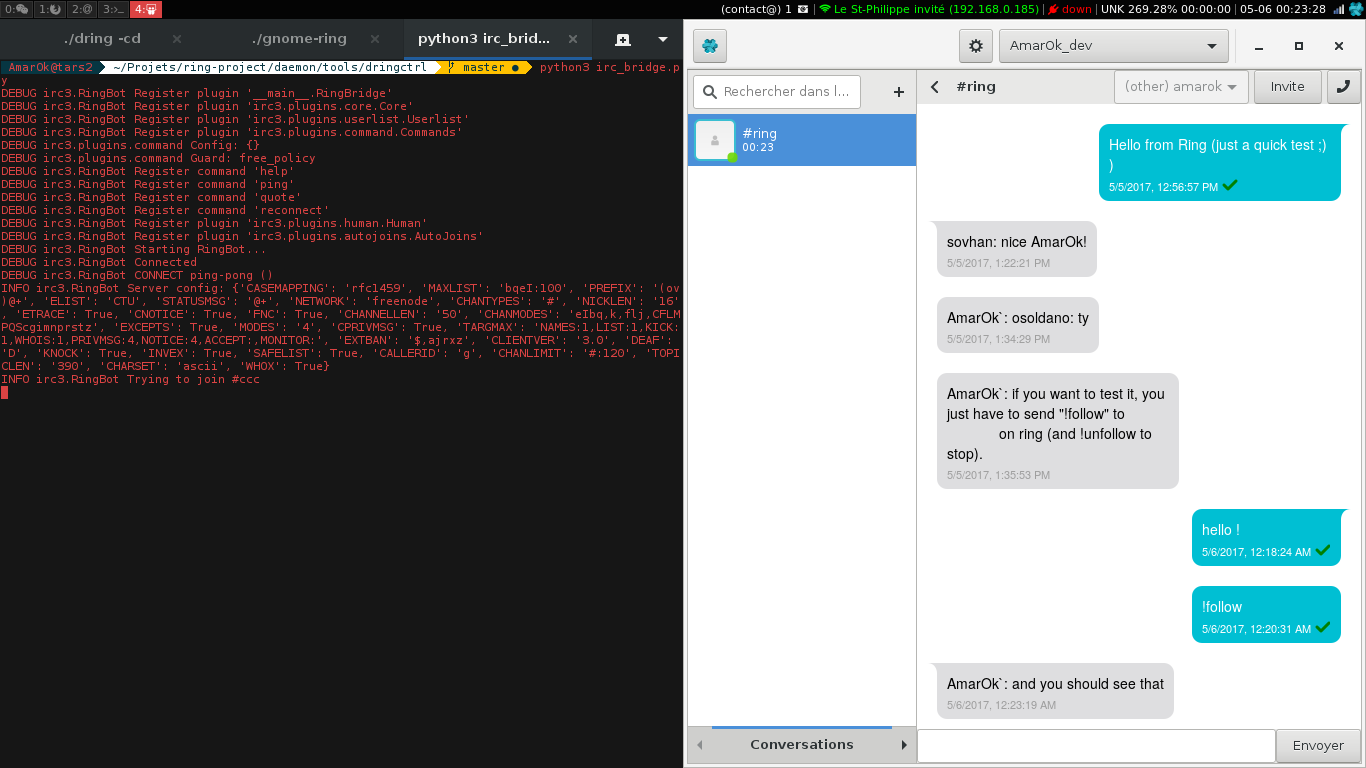 0: 1: 2:@ 3:>_ 4:
(contact@) 1 | Le St-Philippe invité (192.168.0.185) | down | UNK 269.28% 00:00:00 | 05-06 00:23:28
./dring -cd × ./gnome-ring × python3 irc_brid... ×
AmarOk@tars2 ~/Projets/ring-project/daemon/tools/dringctrl master ● python3 irc_bridge.p
y
DEBUG irc3.RingBot Register plugin '__main__.RingBridge'
DEBUG irc3.RingBot Register plugin 'irc3.plugins.core.Core'
DEBUG irc3.RingBot Register plugin 'irc3.plugins.userlist.Userlist'
DEBUG irc3.RingBot Register plugin 'irc3.plugins.command.Commands'
DEBUG irc3.plugins.command Config: {}
DEBUG irc3.plugins.command Guard: free_policy
DEBUG irc3.RingBot Register command 'help'
DEBUG irc3.RingBot Register command 'ping'
DEBUG irc3.RingBot Register command 'quote'
DEBUG irc3.RingBot Register command 'reconnect'
DEBUG irc3.RingBot Register plugin 'irc3.plugins.human.Human'
DEBUG irc3.RingBot Register plugin 'irc3.plugins.autojoins.AutoJoins'
DEBUG irc3.RingBot Starting RingBot...
DEBUG irc3.RingBot Connected
DEBUG irc3.RingBot CONNECT ping-pong ()
INFO irc3.RingBot Server config: {'CASEMAPPING': 'rfc1459', 'MAXLIST': 'bqeI:100', 'PREFIX': '(ov
)@+', 'ELIST': 'CTU', 'STATUSMSG': '@+', 'NETWORK': 'freenode', 'CHANTYPES': '#', 'NICKLEN': '16'
, 'ETRACE': True, 'CNOTICE': True, 'FNC': True, 'CHANNELLEN': '50', 'CHANMODES': 'eIbq,k,flj,CFLM
PQScgimnprstz', 'EXCEPTS': True, 'MODES': '4', 'CPRIVMSG': True, 'TARGMAX': 'NAMES:1,LIST:1,KICK:
1,WHOIS:1,PRIVMSG:4,NOTICE:4,ACCEPT:,MONITOR:', 'EXTBAN': '$,ajrxz', 'CLIENTVER': '3.0', 'DEAF':
'D', 'KNOCK': True, 'INVEX': True, 'SAFELIST': True, 'CALLERID': 'g', 'CHANLIMIT': '#:120', 'TOPI
CLEN': '390', 'CHARSET': 'ascii', 'WHOX': True}
INFO irc3.RingBot Trying to join #ccc
AmarOk_dev
Rechercher dans l... +
#ring
00:23
Conversations
#ring (other) amarok Invite
Hello from Ring (just a quick test ;)
)
5/5/2017, 12:56:57 PM
sovhan: nice AmarOk!
5/5/2017, 1:22:21 PM
AmarOk`: osoldano: ty
5/5/2017, 1:34:29 PM
AmarOk`: if you want to test it, you
just have to send "!follow" to
on ring (and !unfollow to
stop).
5/5/2017, 1:35:53 PM
hello !
5/6/2017, 12:18:24 AM
!follow
5/6/2017, 12:20:31 AM
AmarOk`: and you should see that
5/6/2017, 12:23:19 AM
Envoyer